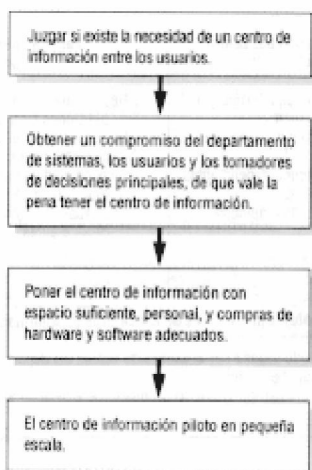 Juzgar si existe la necesidad de un centro de
información entre los usuarios.
Obtener un compromiso del departamento
de sistemas, los usuarios y los tomadores
de decisiones principales, de que vale la
pena tener el centro de información.
Poner el centro de información con
espacio suficiente, personal, y compras de
hardware y software adecuados.
El centro de información piloto en pequeña
escala.